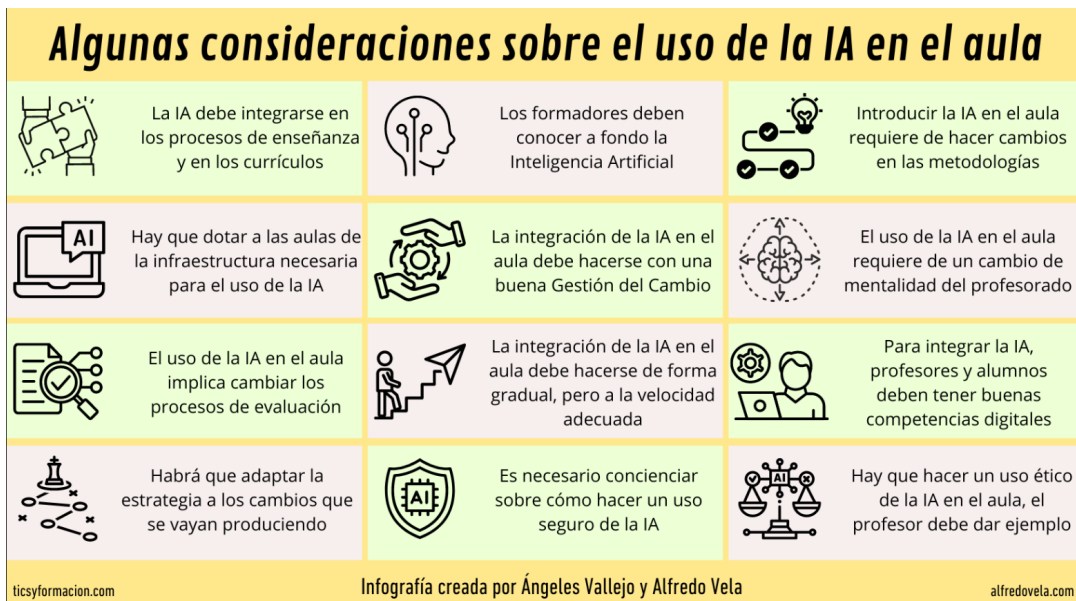 Algunas consideraciones sobre el uso de la IA en el aula
La IA debe integrarse en
los procesos de enseñanza
y en los currículos
Los formadores deben
conocer a fondo la
Inteligencia Artificial
Introducir la IA en el aula
requiere de hacer cambios
en las metodologías
AI
Hay que dotar a las aulas de
la infraestructura necesaria
para el uso de la IA
La integración de la IA en el
aula debe hacerse con una
buena Gestión del Cambio
El uso de la IA en el aula
requiere de un cambio de
mentalidad del profesorado
El uso de la IA en el aula
implica cambiar los
procesos de evaluación
La integración de la IA en el
aula debe hacerse de forma
gradual, pero a la velocidad
adecuada
Para integrar la IA,
profesores y alumnos
deben tener buenas
competencias digitales
Habrá que adaptar la
estrategia a los cambios que
se vayan produciendo
AI
Es necesario concienciar
sobre cómo hacer un uso
seguro de la IA
AI
Hay que hacer un uso ético
de la IA en el aula, el
profesor debe dar ejemplo
ticsyformacion.com
Infografía creada por Ángeles Vallejo y Alfredo Vela
alfredovela.com